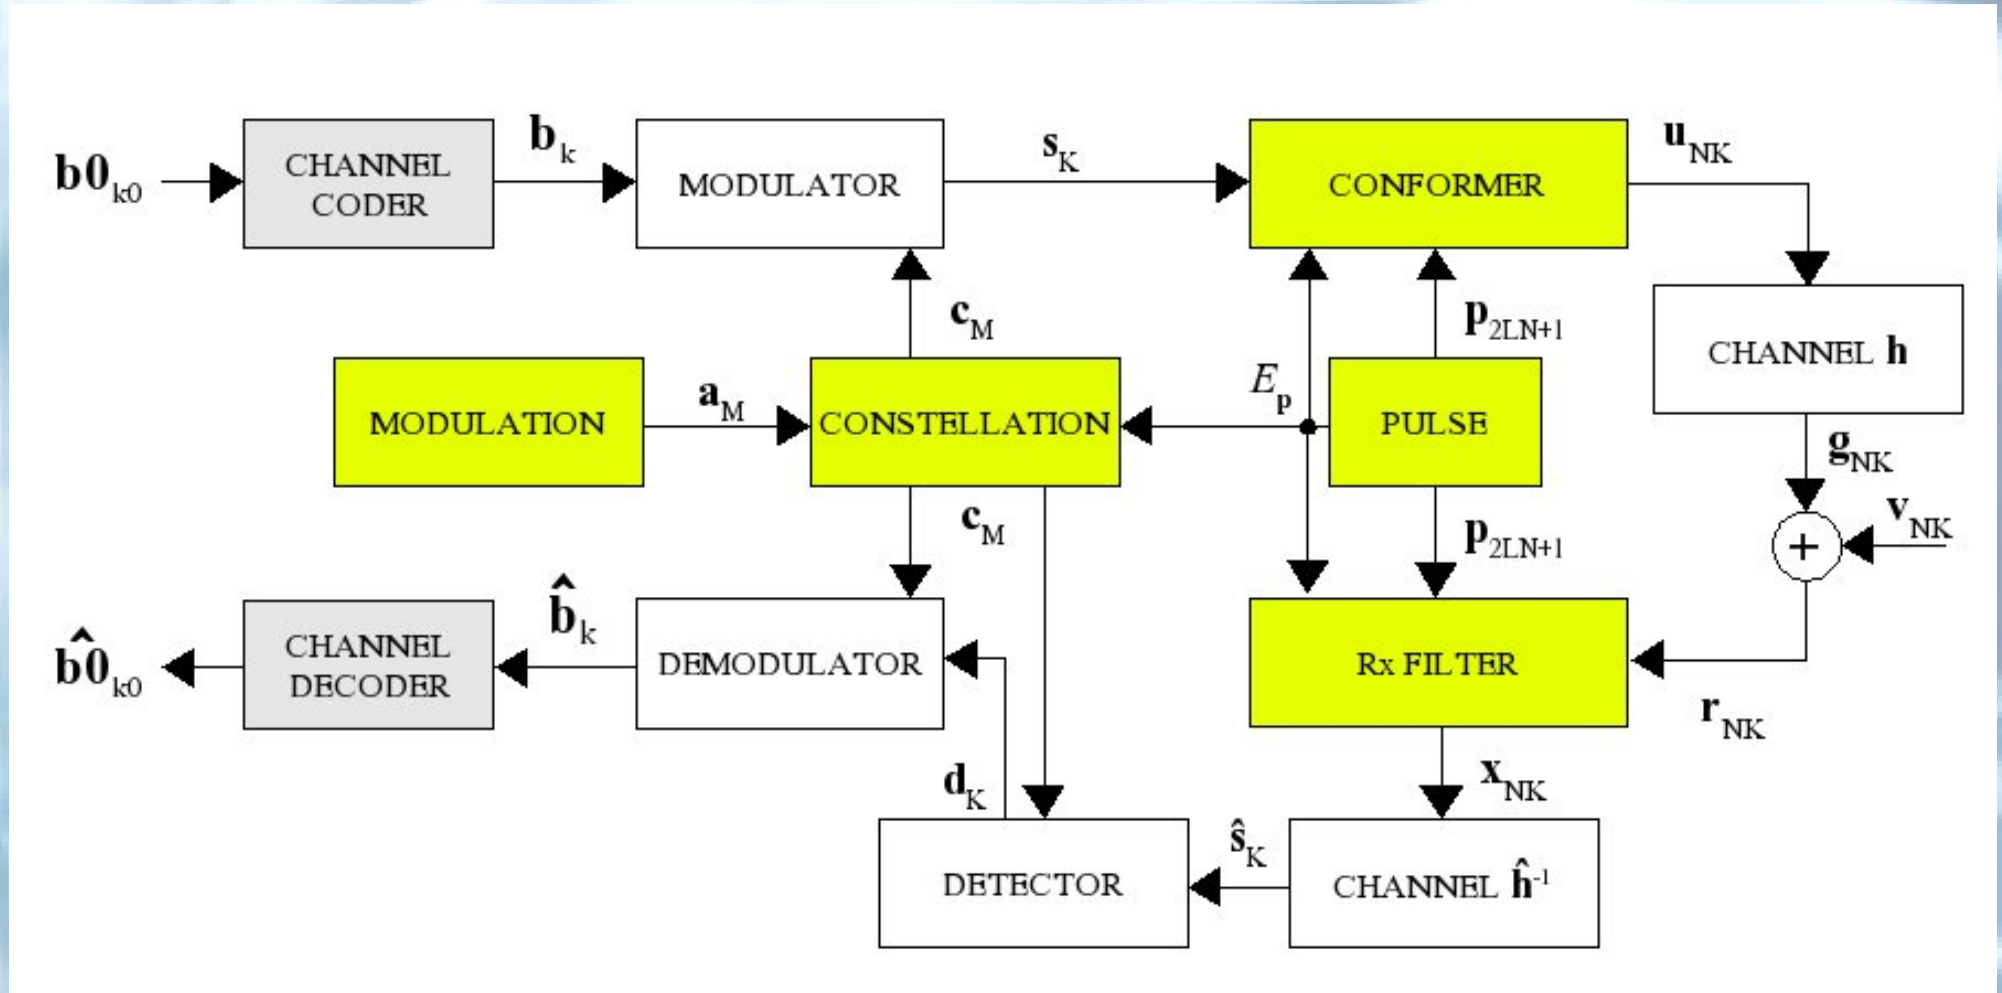 b0k0
CHANNEL
CODER
bk
MODULATOR
sK
CONFORMER
uNK
cM
p2LN+1
CHANNEL h
MODULATION
aM
CONSTELLATION
Ep
PULSE
gNK
cM
p2LN+1
+
vNK
b̂0k0
CHANNEL
DECODER
b̂k
DEMODULATOR
Rx FILTER
rNK
dK
xNK
DETECTOR
ŝK
CHANNEL ĥ-1